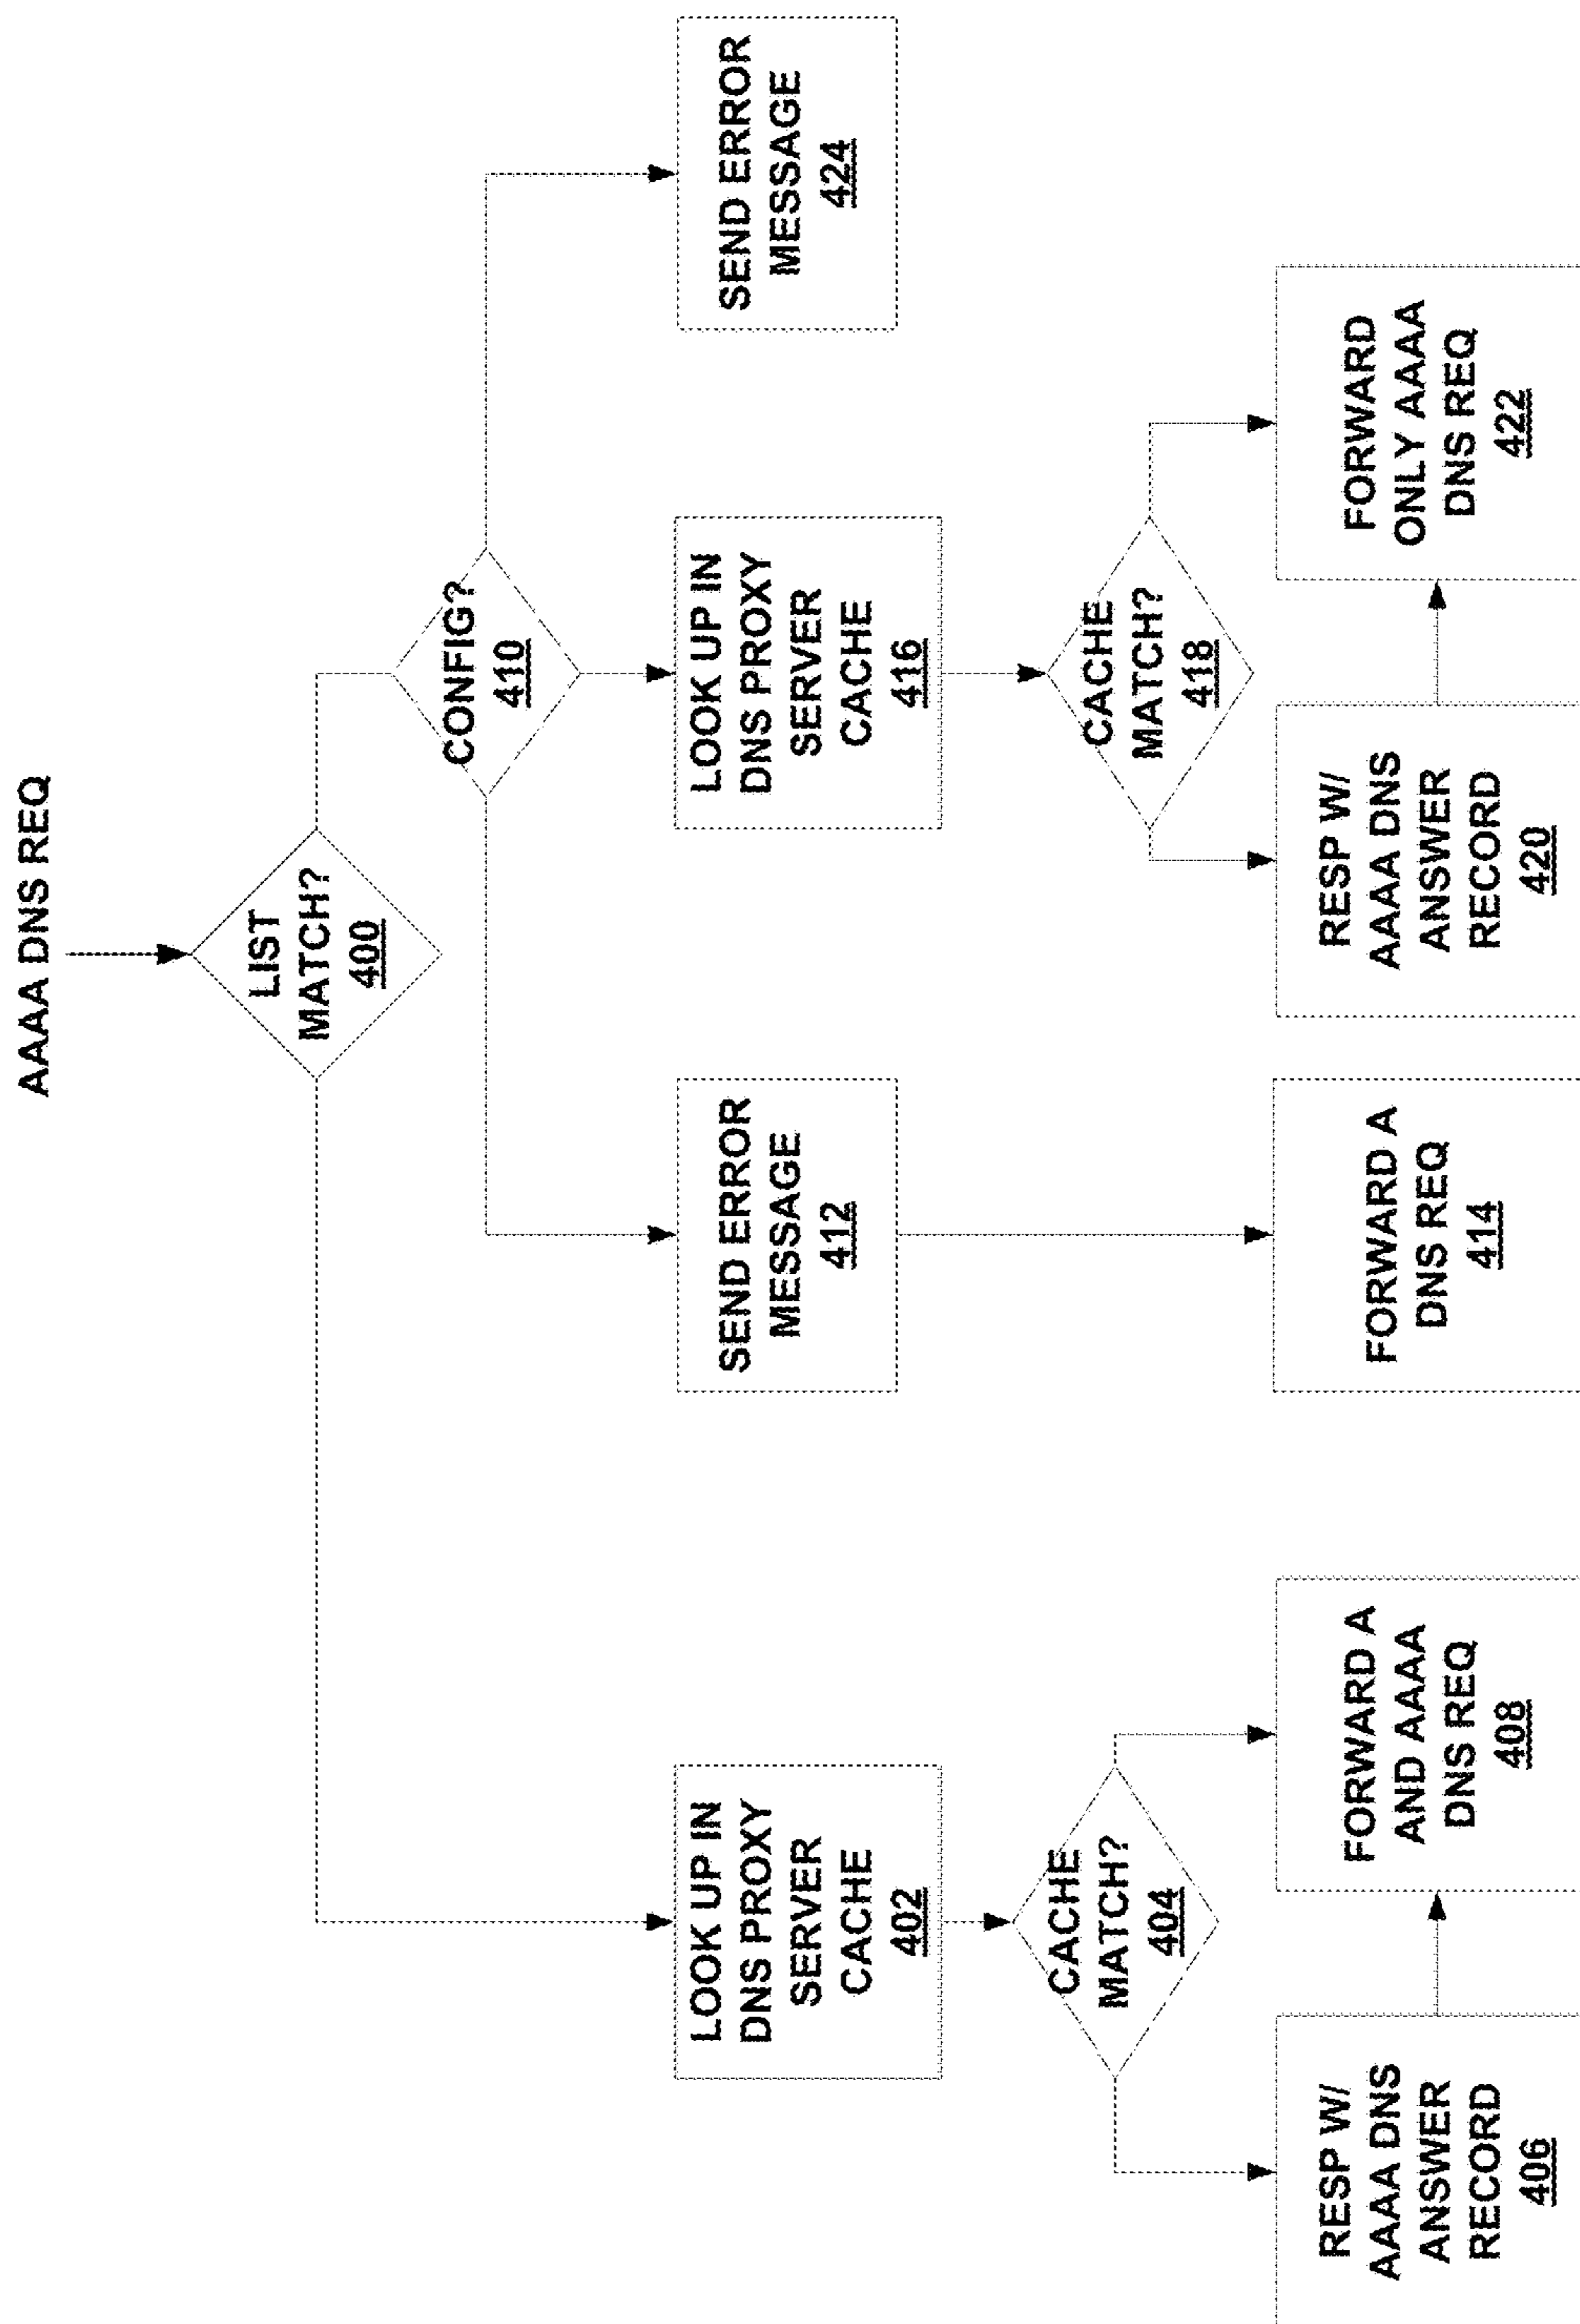 AAAA DNS REQ
LIST
MATCH?
400
CONFIG?
410
LOOK UP IN
DNS PROXY
SERVER
CACHE
402
CACHE
MATCH?
404
RESP W/
AAAA DNS
ANSWER
RECORD
406
FORWARD A
AND AAAA
DNS REQ
408
SEND ERROR
MESSAGE
412
FORWARD A
DNS REQ
414
LOOK UP IN
DNS PROXY
SERVER
CACHE
416
CACHE
MATCH?
418
RESP W/
AAAA DNS
ANSWER
RECORD
420
FORWARD
ONLY AAAA
DNS REQ
422
SEND ERROR
MESSAGE
424